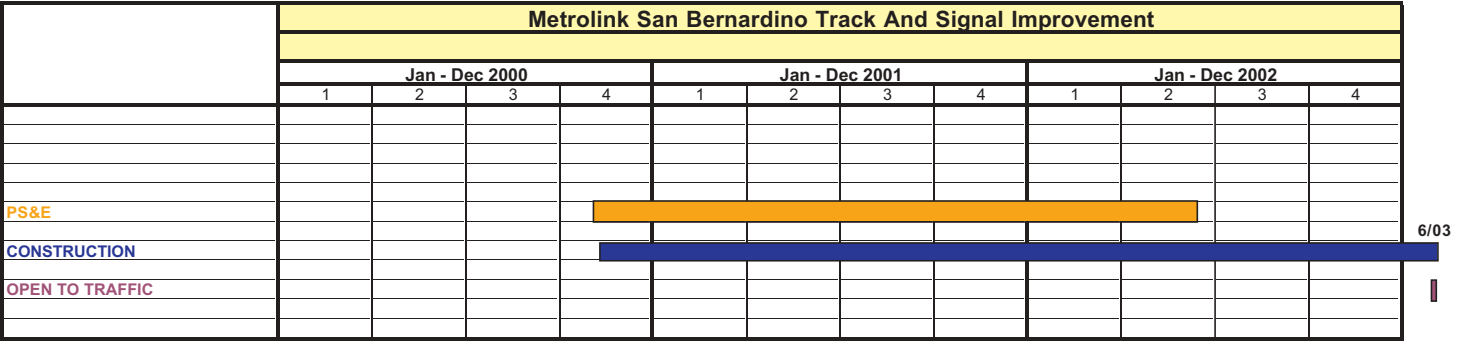 Metrolink San Bernardino Track And Signal Improvement
Jan - Dec 2000 Jan - Dec 2001 Jan - Dec 2002
1 2 3 4 1 2 3 4 1 2 3 4
PS&E
6/03
CONSTRUCTION
OPEN TO TRAFFIC